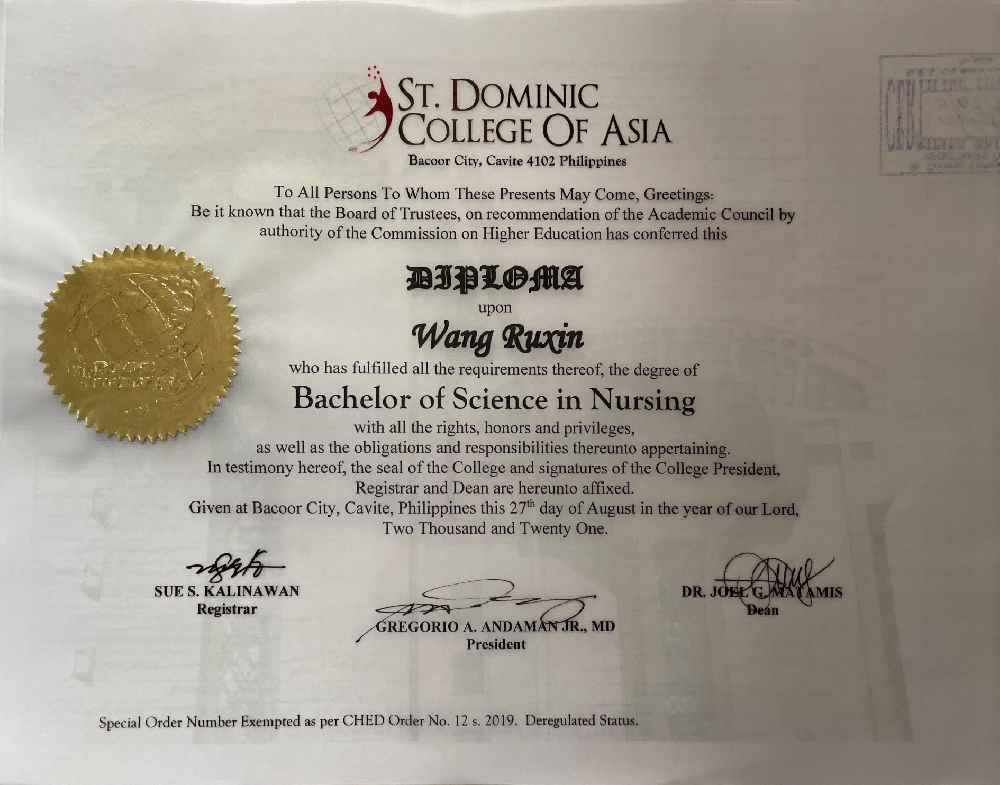 ST. DOMINIC
COLLEGE OF ASIA
Bacoor City, Cavite 4102 Philippines
To All Persons To Whom These Presents May Come, Greetings:
Be it known that the Board of Trustees, on recommendation of the Academic Council by
authority of the Commission on Higher Education has conferred this
DIPLOMA
upon
Wang Ruxin
who has fulfilled all the requirements thereof, the degree of
Bachelor of Science in Nursing
with all the rights, honors and privileges,
as well as the obligations and responsibilities thereunto appertaining.
In testimony hereof, the seal of the College and signatures of the College President,
Registrar and Dean are hereunto affixed.
Given at Bacoor City, Cavite, Philippines this 27th day of August in the year of our Lord,
Two Thousand and Twenty One.
SUE S. KALINAWAN
Registrar
DR. JOEL G. MATAMIS
Dean
GREGORIO A. ANDAMAN JR., MD
President
Special Order Number Exempted as per CHED Order No. 12 s. 2019. Deregulated Status.